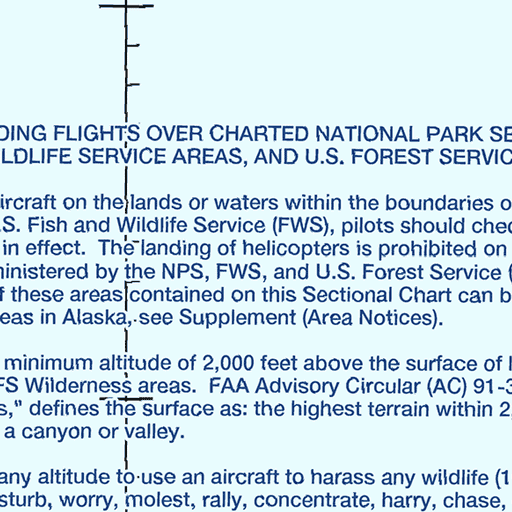 DING FLIGHTS OVER CHARTED NATIONAL PARK SE
LDLIFE SERVICE AREAS, AND U.S. FOREST SERVIC
ircraft on the lands or waters within the boundaries o
.S. Fish and Wildlife Service (FWS), pilots should chec
in effect. The landing of helicopters is prohibited on
ministered by the NPS, FWS, and U.S. Forest Service (
f these areas contained on this Sectional Chart can b
eas in Alaska, see Supplement (Area Notices).
minimum altitude of 2,000 feet above the surface of l
FS Wilderness areas. FAA Advisory Circular (AC) 91-3
s," defines the surface as: the highest terrain within 2,
a canyon or valley.
any altitude to use an aircraft to harass any wildlife (1
sturb, worry, molest, rally, concentrate, harry, chase,